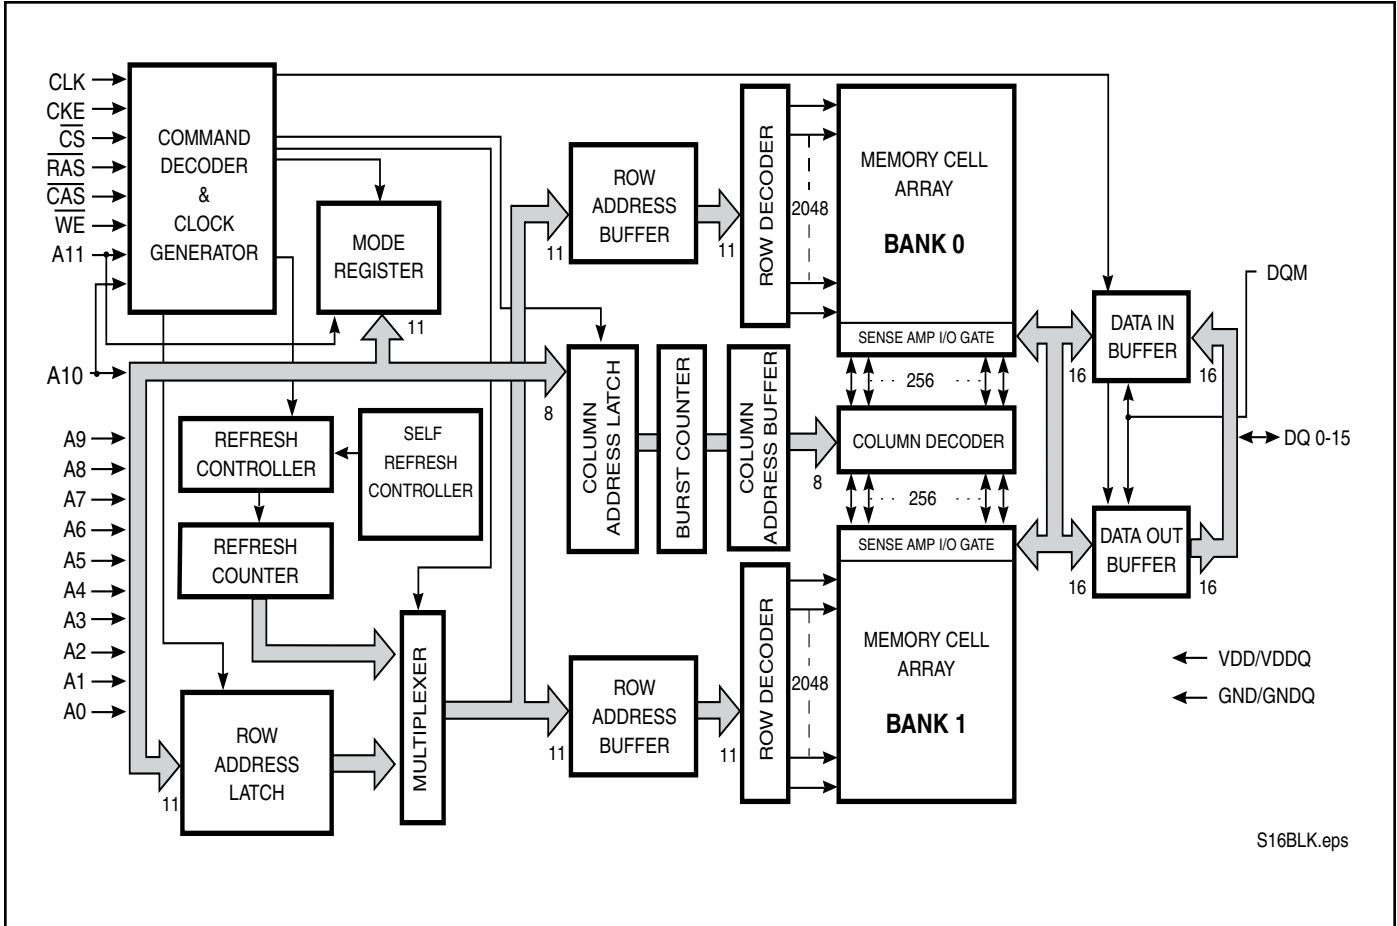 CLK
CKE
CS
RAS
CAS
WE
A11
A10
A9
A8
A7
A6
A5
A4
A3
A2
A1
A0
COMMAND
DECODER
&
CLOCK
GENERATOR
MODE
REGISTER
11
REFRESH
CONTROLLER
SELF
REFRESH
CONTROLLER
REFRESH
COUNTER
ROW
ADDRESS
LATCH
11
MULTIPLEXER
ROW
ADDRESS
BUFFER
11
11
COLUMN
ADDRESS LATCH
8
BURST COUNTER
COLUMN
ADDRESS BUFFER
8
ROW
ADDRESS
BUFFER
11
11
ROW DECODER
2048
MEMORY CELL
ARRAY
BANK 0
SENSE AMP I/O GATE
256
COLUMN DECODER
256
SENSE AMP I/O GATE
ROW DECODER
2048
MEMORY CELL
ARRAY
BANK 1
DATA IN
BUFFER
16
16
DATA OUT
BUFFER
16
16
DQM
DQ 0-15
VDD/VDDQ
GND/GNDQ
S16BLK.eps